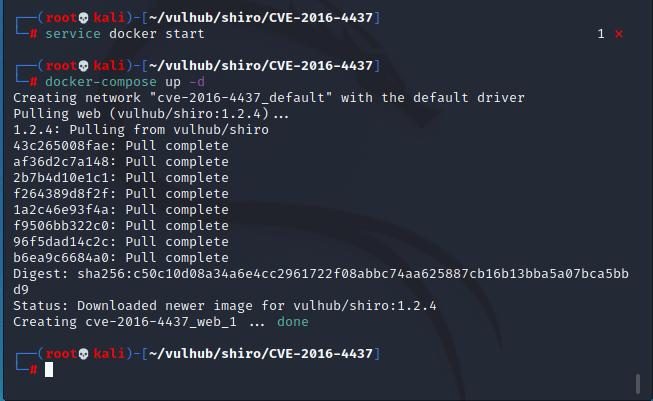 ┌──(root💀kali)-[~/vulhub/shiro/CVE-2016-4437]
└─# service docker start 1 ⨯
┌──(root💀kali)-[~/vulhub/shiro/CVE-2016-4437]
└─# docker-compose up -d
Creating network "cve-2016-4437_default" with the default driver
Pulling web (vulhub/shiro:1.2.4)...
1.2.4: Pulling from vulhub/shiro
43c265008fae: Pull complete
af36d2c7a148: Pull complete
2b7b4d10e1c1: Pull complete
f264389d8f2f: Pull complete
1a2c46e93f4a: Pull complete
f9506bb322c0: Pull complete
96f5dad14c2c: Pull complete
b6ea9c6684a0: Pull complete
Digest: sha256:c50c10d08a34a6e4cc2961722f08abbc74aa625887cb16b13bba5a07bca5bb
d9
Status: Downloaded newer image for vulhub/shiro:1.2.4
Creating cve-2016-4437_web_1 ... done
┌──(root💀kali)-[~/vulhub/shiro/CVE-2016-4437]
└─#